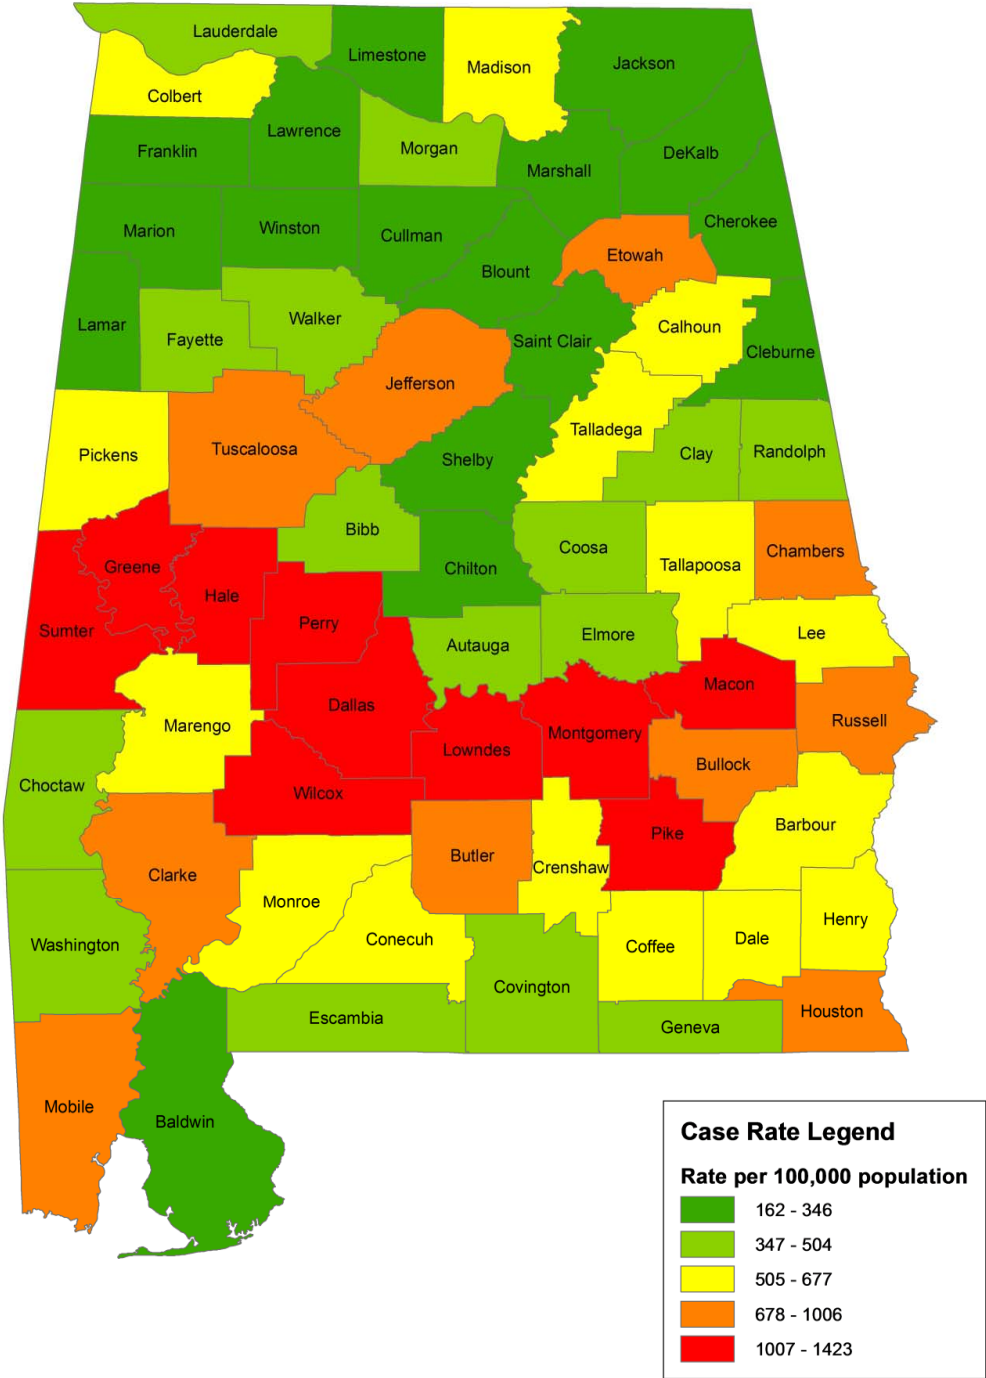 Lauderdale
Limestone
Madison
Jackson
Colbert
Lawrence
Franklin
Morgan
DeKalb
Marshall
Cherokee
Marion
Winston
Cullman
Etowah
Blount
Lamar
Walker
Calhoun
Fayette
Saint Clair
Cleburne
Jefferson
Talladega
Tuscaloosa
Pickens
Shelby
Clay
Randolph
Bibb
Coosa
Chambers
Tallapoosa
Greene
Chilton
Hale
Perry
Sumter
Elmore
Lee
Autauga
Macon
Dallas
Russell
Marengo
Montgomery
Lowndes
Bullock
Choctaw
Wilcox
Barbour
Pike
Butler
Crenshaw
Clarke
Monroe
Henry
Conecuh
Dale
Washington
Coffee
Covington
Houston
Escambia
Geneva
Mobile
Baldwin
Case Rate Legend
Rate per 100,000 population
162 - 346
347 - 504
505 - 677
678 - 1006
1007 - 1423